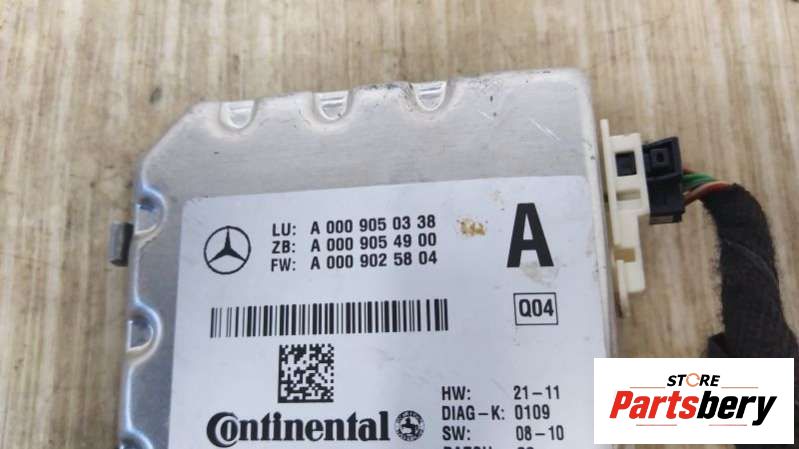 LU: A 000 905 03 38
ZB: A 000 905 49 00
FW: A 000 902 58 04
A
Q04
HW: 21-11
DIAG-K: 0109
Continental
SW: 08-10
STORE
Partsbery